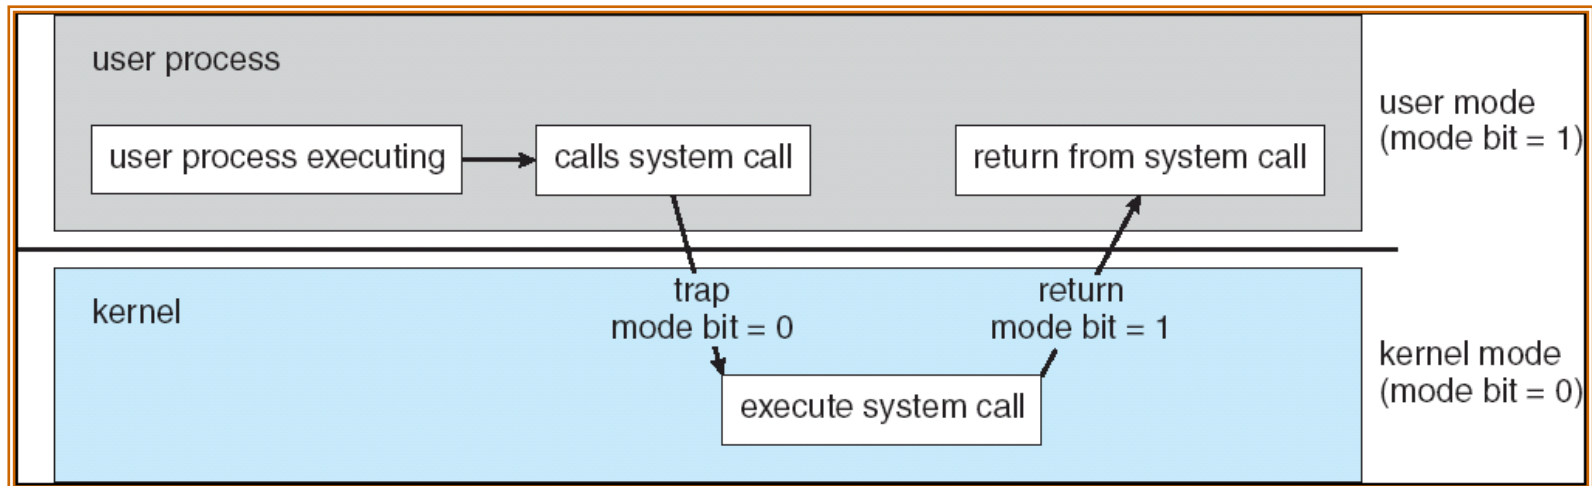 user process
user process executing
calls system call
return from system call
user mode
(mode bit = 1)
kernel
trap
mode bit = 0
return
mode bit = 1
execute system call
kernel mode
(mode bit = 0)